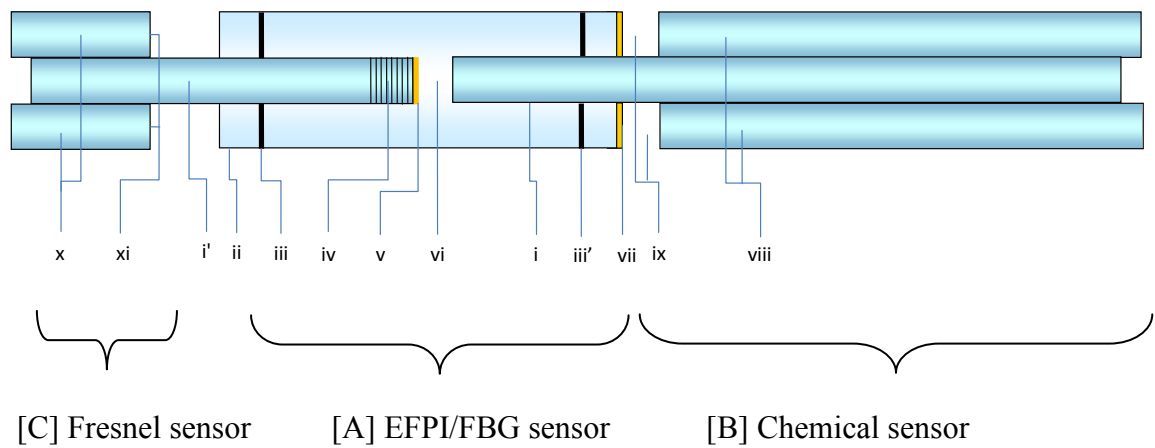 x xi i' ii iii iv v vi i iii’ vii ix viii
[C] Fresnel sensor [A] EFPI/FBG sensor [B] Chemical sensor